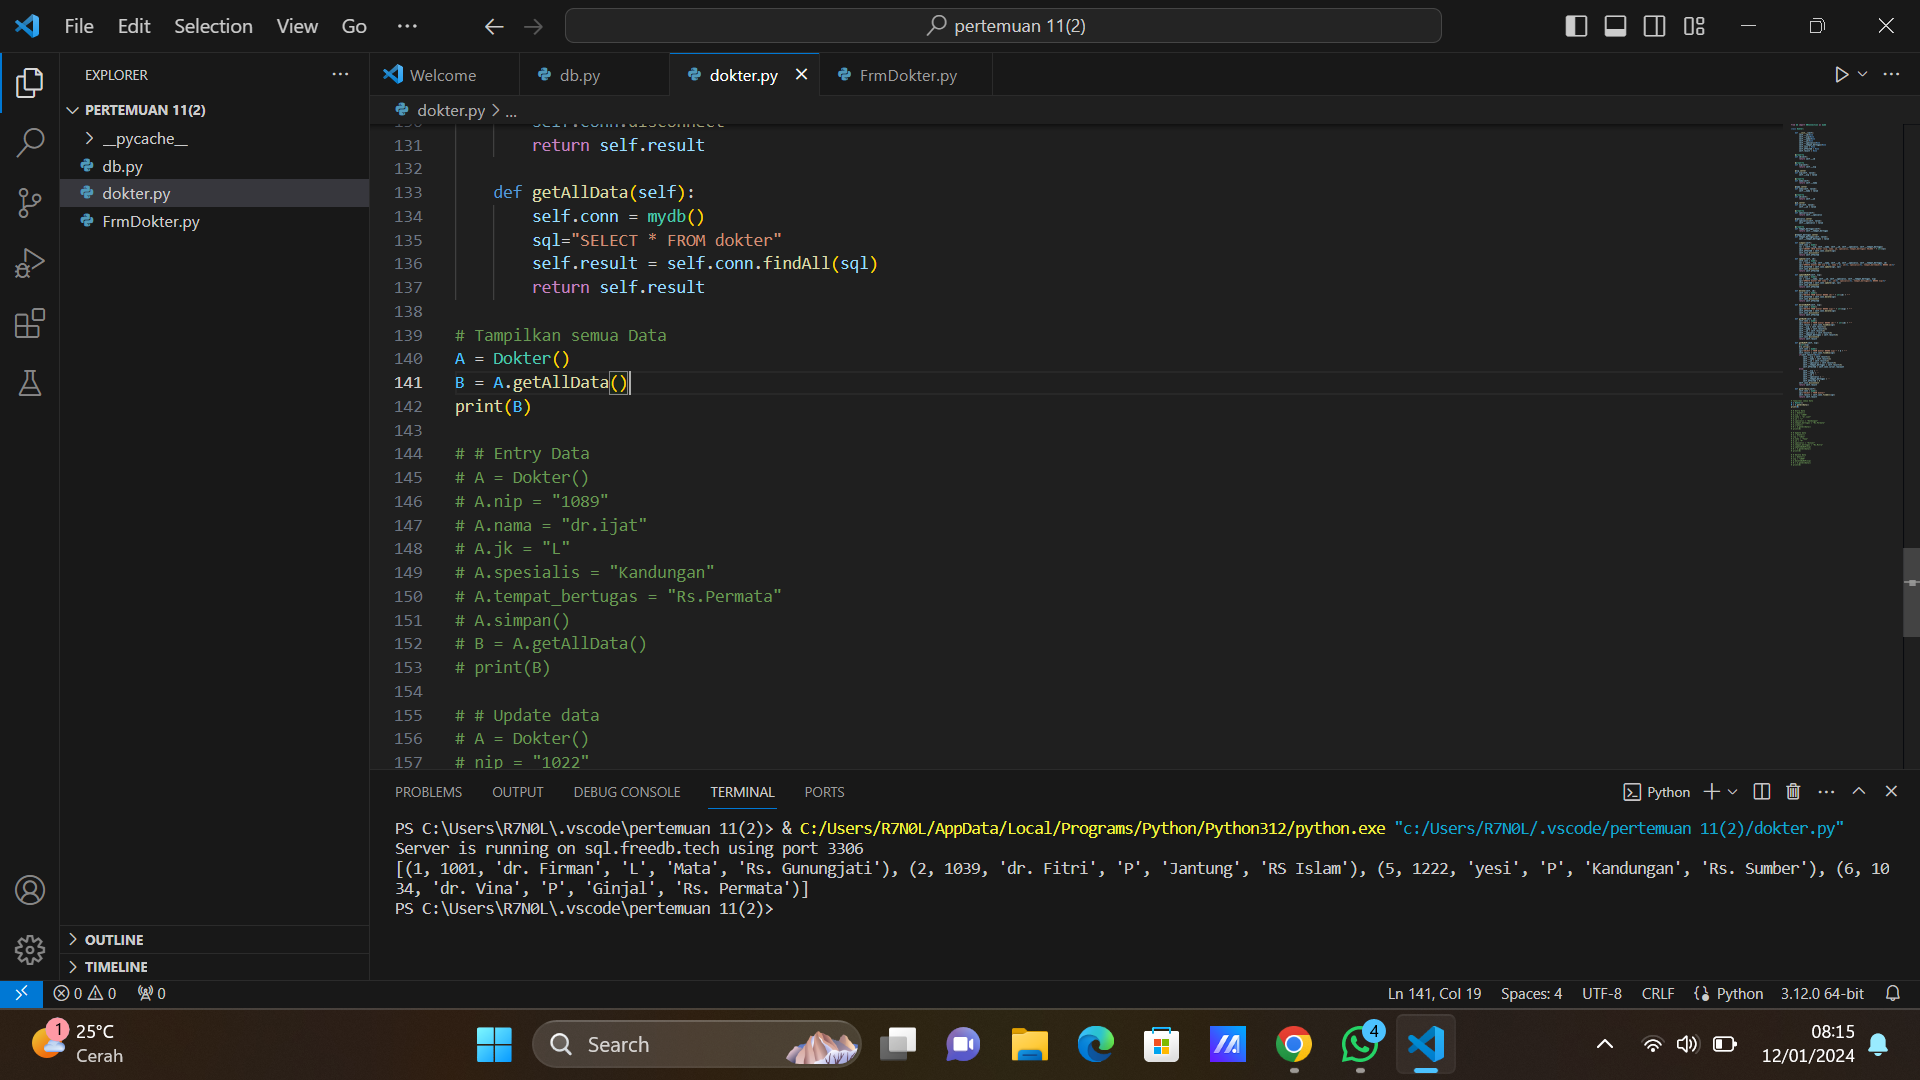 File Edit Selection View Go ··· pertemuan 11(2)
EXPLORER ···
PERTEMUAN 11(2)
__pycache__
db.py
dokter.py
FrmDokter.py
OUTLINE
TIMELINE
Welcome db.py dokter.py FrmDokter.py
dokter.py > ...
130 self.conn.disconnect
131 return self.result
132
133 def getAllData(self):
134 self.conn = mydb()
135 sql="SELECT * FROM dokter"
136 self.result = self.conn.findAll(sql)
137 return self.result
138
139 # Tampilkan semua Data
140 A = Dokter()
141 B = A.getAllData()
142 print(B)
143
144 # # Entry Data
145 # A = Dokter()
146 # A.nip = "1089"
147 # A.nama = "dr.ijat"
148 # A.jk = "L"
149 # A.spesialis = "Kandungan"
150 # A.tempat_bertugas = "Rs.Permata"
151 # A.simpan()
152 # B = A.getAllData()
153 # print(B)
154
155 # # Update data
156 # A = Dokter()
157 # nip = "1022"
PROBLEMS OUTPUT DEBUG CONSOLE TERMINAL PORTS Python
PS C:\Users\R7N0L\.vscode\pertemuan 11(2)> & C:/Users/R7N0L/AppData/Local/Programs/Python/Python312/python.exe "c:/Users/R7N0L/.vscode/pertemuan 11(2)/dokter.py"
Server is running on sql.freedb.tech using port 3306
[(1, 1001, 'dr. Firman', 'L', 'Mata', 'Rs. Gunungjati'), (2, 1039, 'dr. Fitri', 'P', 'Jantung', 'RS Islam'), (5, 1222, 'yesi', 'P', 'Kandungan', 'Rs. Sumber'), (6, 10
34, 'dr. Vina', 'P', 'Ginjal', 'Rs. Permata')]
PS C:\Users\R7N0L\.vscode\pertemuan 11(2)>
0 0 0 Ln 141, Col 19 Spaces: 4 UTF-8 CRLF Python 3.12.0 64-bit
1 25°C
Cerah
Search
4
08:15
12/01/2024